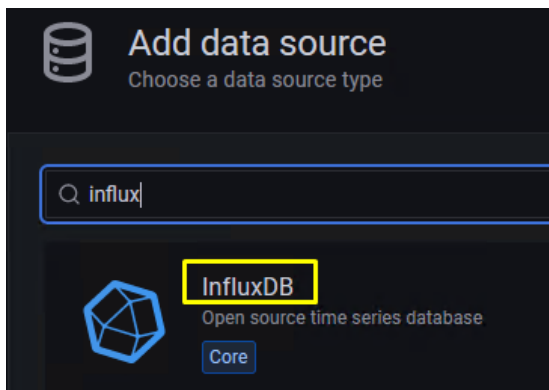 Add data source
Choose a data source type
influx
InfluxDB
Open source time series database
Core